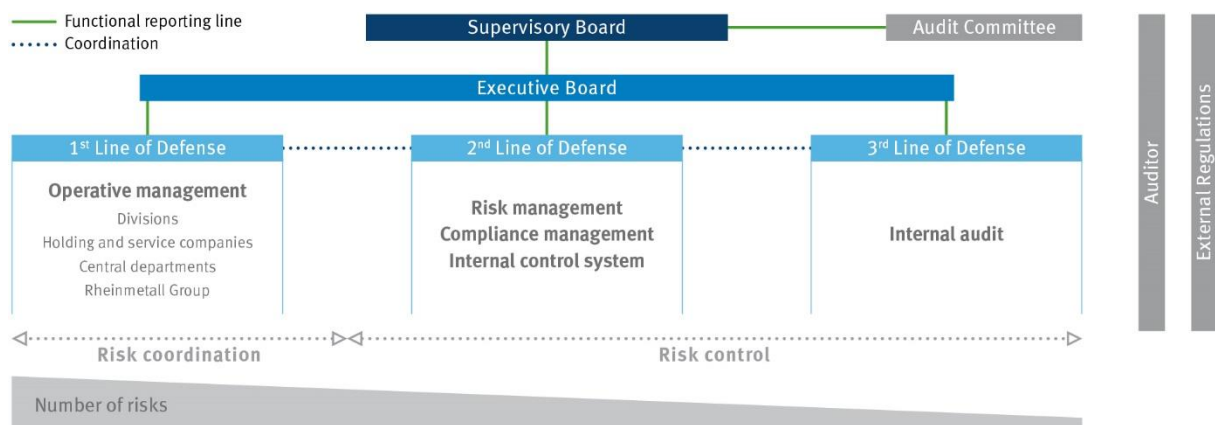 Functional reporting line
Coordination
Supervisory Board
Audit Committee
Executive Board
1st Line of Defense
2nd Line of Defense
3rd Line of Defense
Operative management
Divisions
Holding and service companies
Central departments
Rheinmetall Group
Risk management
Compliance management
Internal control system
Internal audit
Risk coordination
Risk control
Number of risks
Auditor
External Regulations